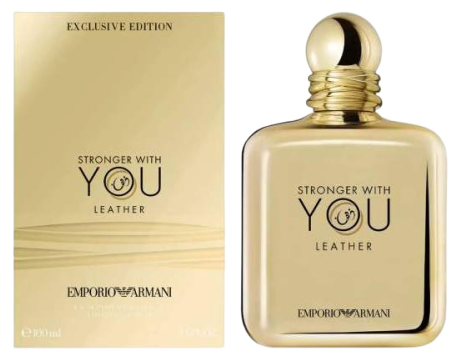 EXCLUSIVE EDITION
STRONGER WITH
YOU
LEATHER
EMPORIO ARMANI
℮100 ml
STRONGER WITH
YOU
LEATHER
EMPORIO ARMANI